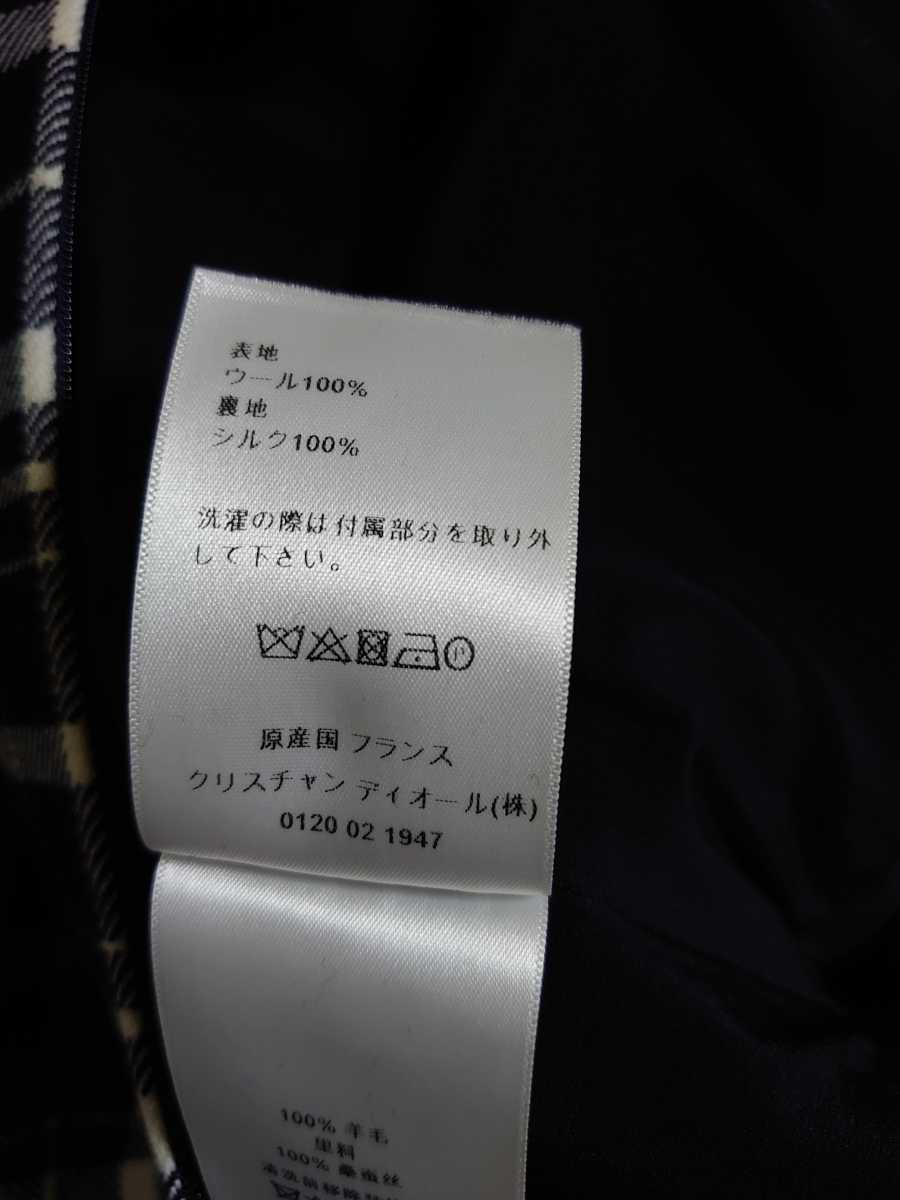 表地
ウール100%
裏地
シルク100%
洗濯の際は付属部分を取り外
して下さい。
P
原産国 フランス
クリスチャン ディオール(株)
0120 02 1947
100% 羊毛
里料
100% 桑蚕丝